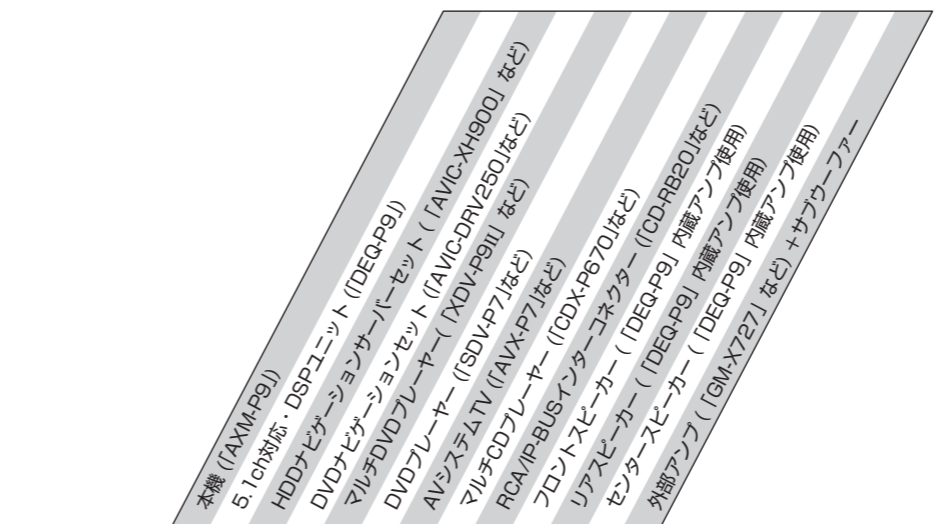 本機 (｢AXM-P9｣)
5.1ch対応・DSPユニット (｢DEQ-P9｣)
HDDナビゲーションサーバーセット (｢AVIC-XH900｣ など)
DVDナビゲーションセット (｢AVIC-DRV250｣など)
マルチDVDプレーヤー(｢XDV-P9II｣ など)
DVDプレーヤー (｢SDV-P7｣など)
AVシステムTV (｢AVX-P7｣など)
マルチCDプレーヤー (｢CDX-P670｣など)
RCA/IP-BUSインターコネクター (｢CD-RB20｣など)
フロントスピーカー (｢DEQ-P9｣ 内蔵アンプ使用)
リアスピーカー (｢DEQ-P9｣ 内蔵アンプ使用)
センタースピーカー (｢DEQ-P9｣ 内蔵アンプ使用)
外部アンプ (｢GM-X727｣ など) ＋サブウーファー